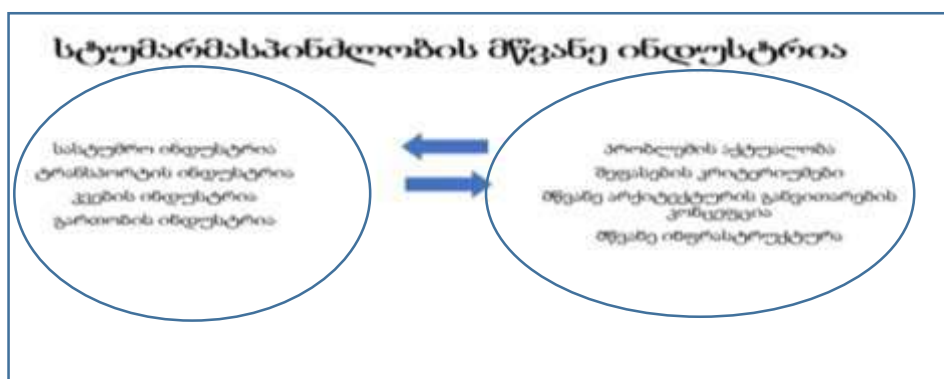 სტუმარმასპინძლობის მწვანე ინდუსტრია
სასტუმრო ინდუსტრია
ტრანსპორტის ინდუსტრია
კვების ინდუსტრია
გართობის ინდუსტრია
პრობლემის აქტუალობა
შეფასების კრიტერიუმები
მწვანე არქიტექტურის განვითარების
კონცეფცია
მწვანე ინფრასტრუქტურა